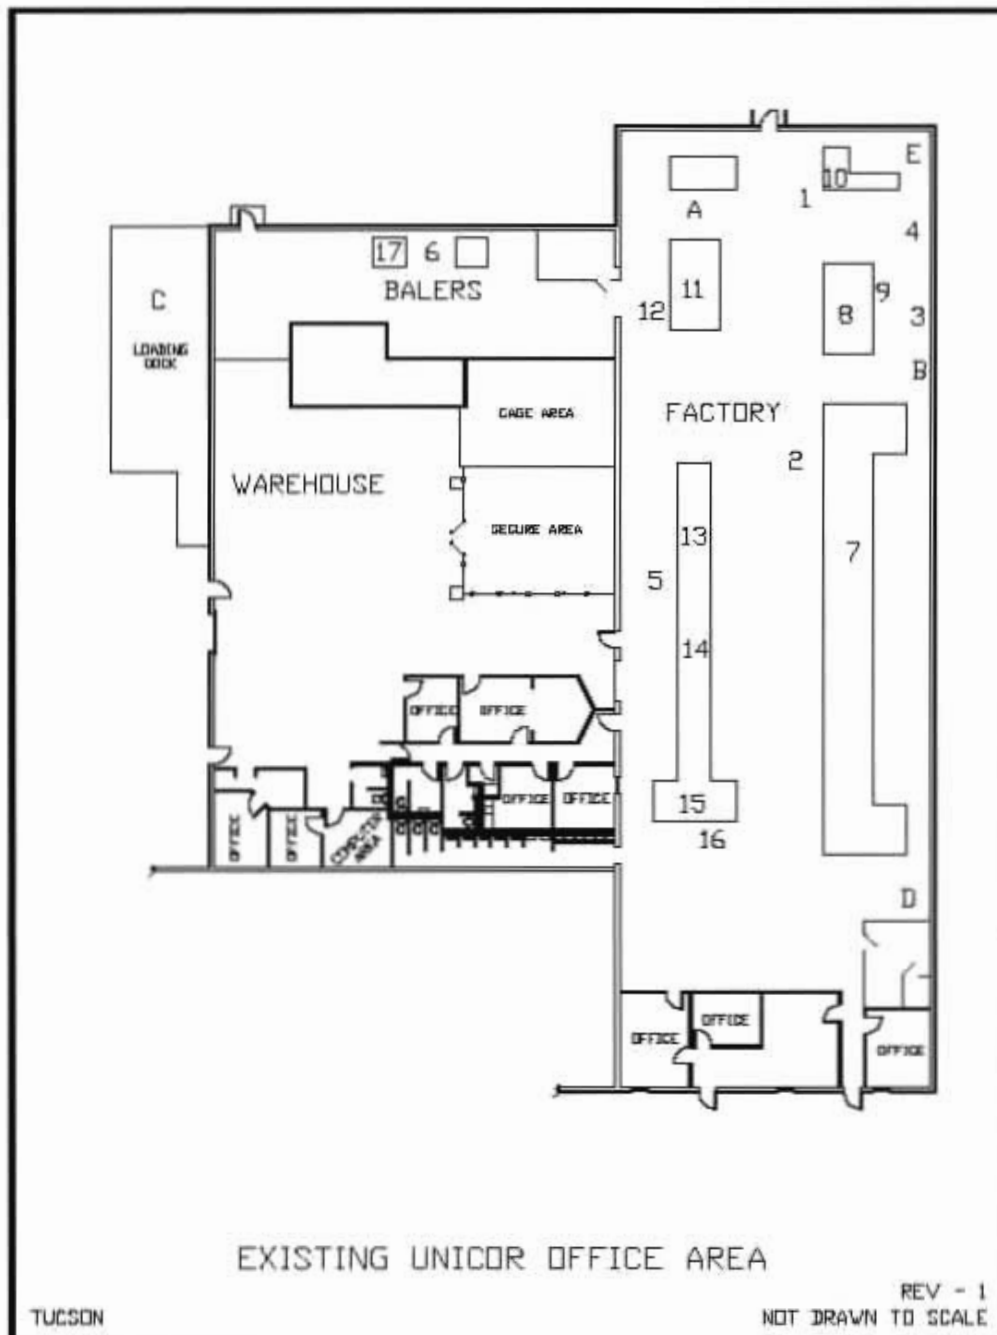 E
10
1
A
4
17 6
BALERS
11
9
8
12
3
C
LOADING
DOCK
B
CAGE AREA
FACTORY
2
WAREHOUSE
SECURE AREA
13
7
5
14
OFFICE OFFICE
15
OFFICE OFFICE
OFFICE OFFICE COMPUTER
AREA
16
D
OFFICE
OFFICE
OFFICE
EXISTING UNICOR OFFICE AREA
REV - 1
TUCSON NOT DRAWN TO SCALE